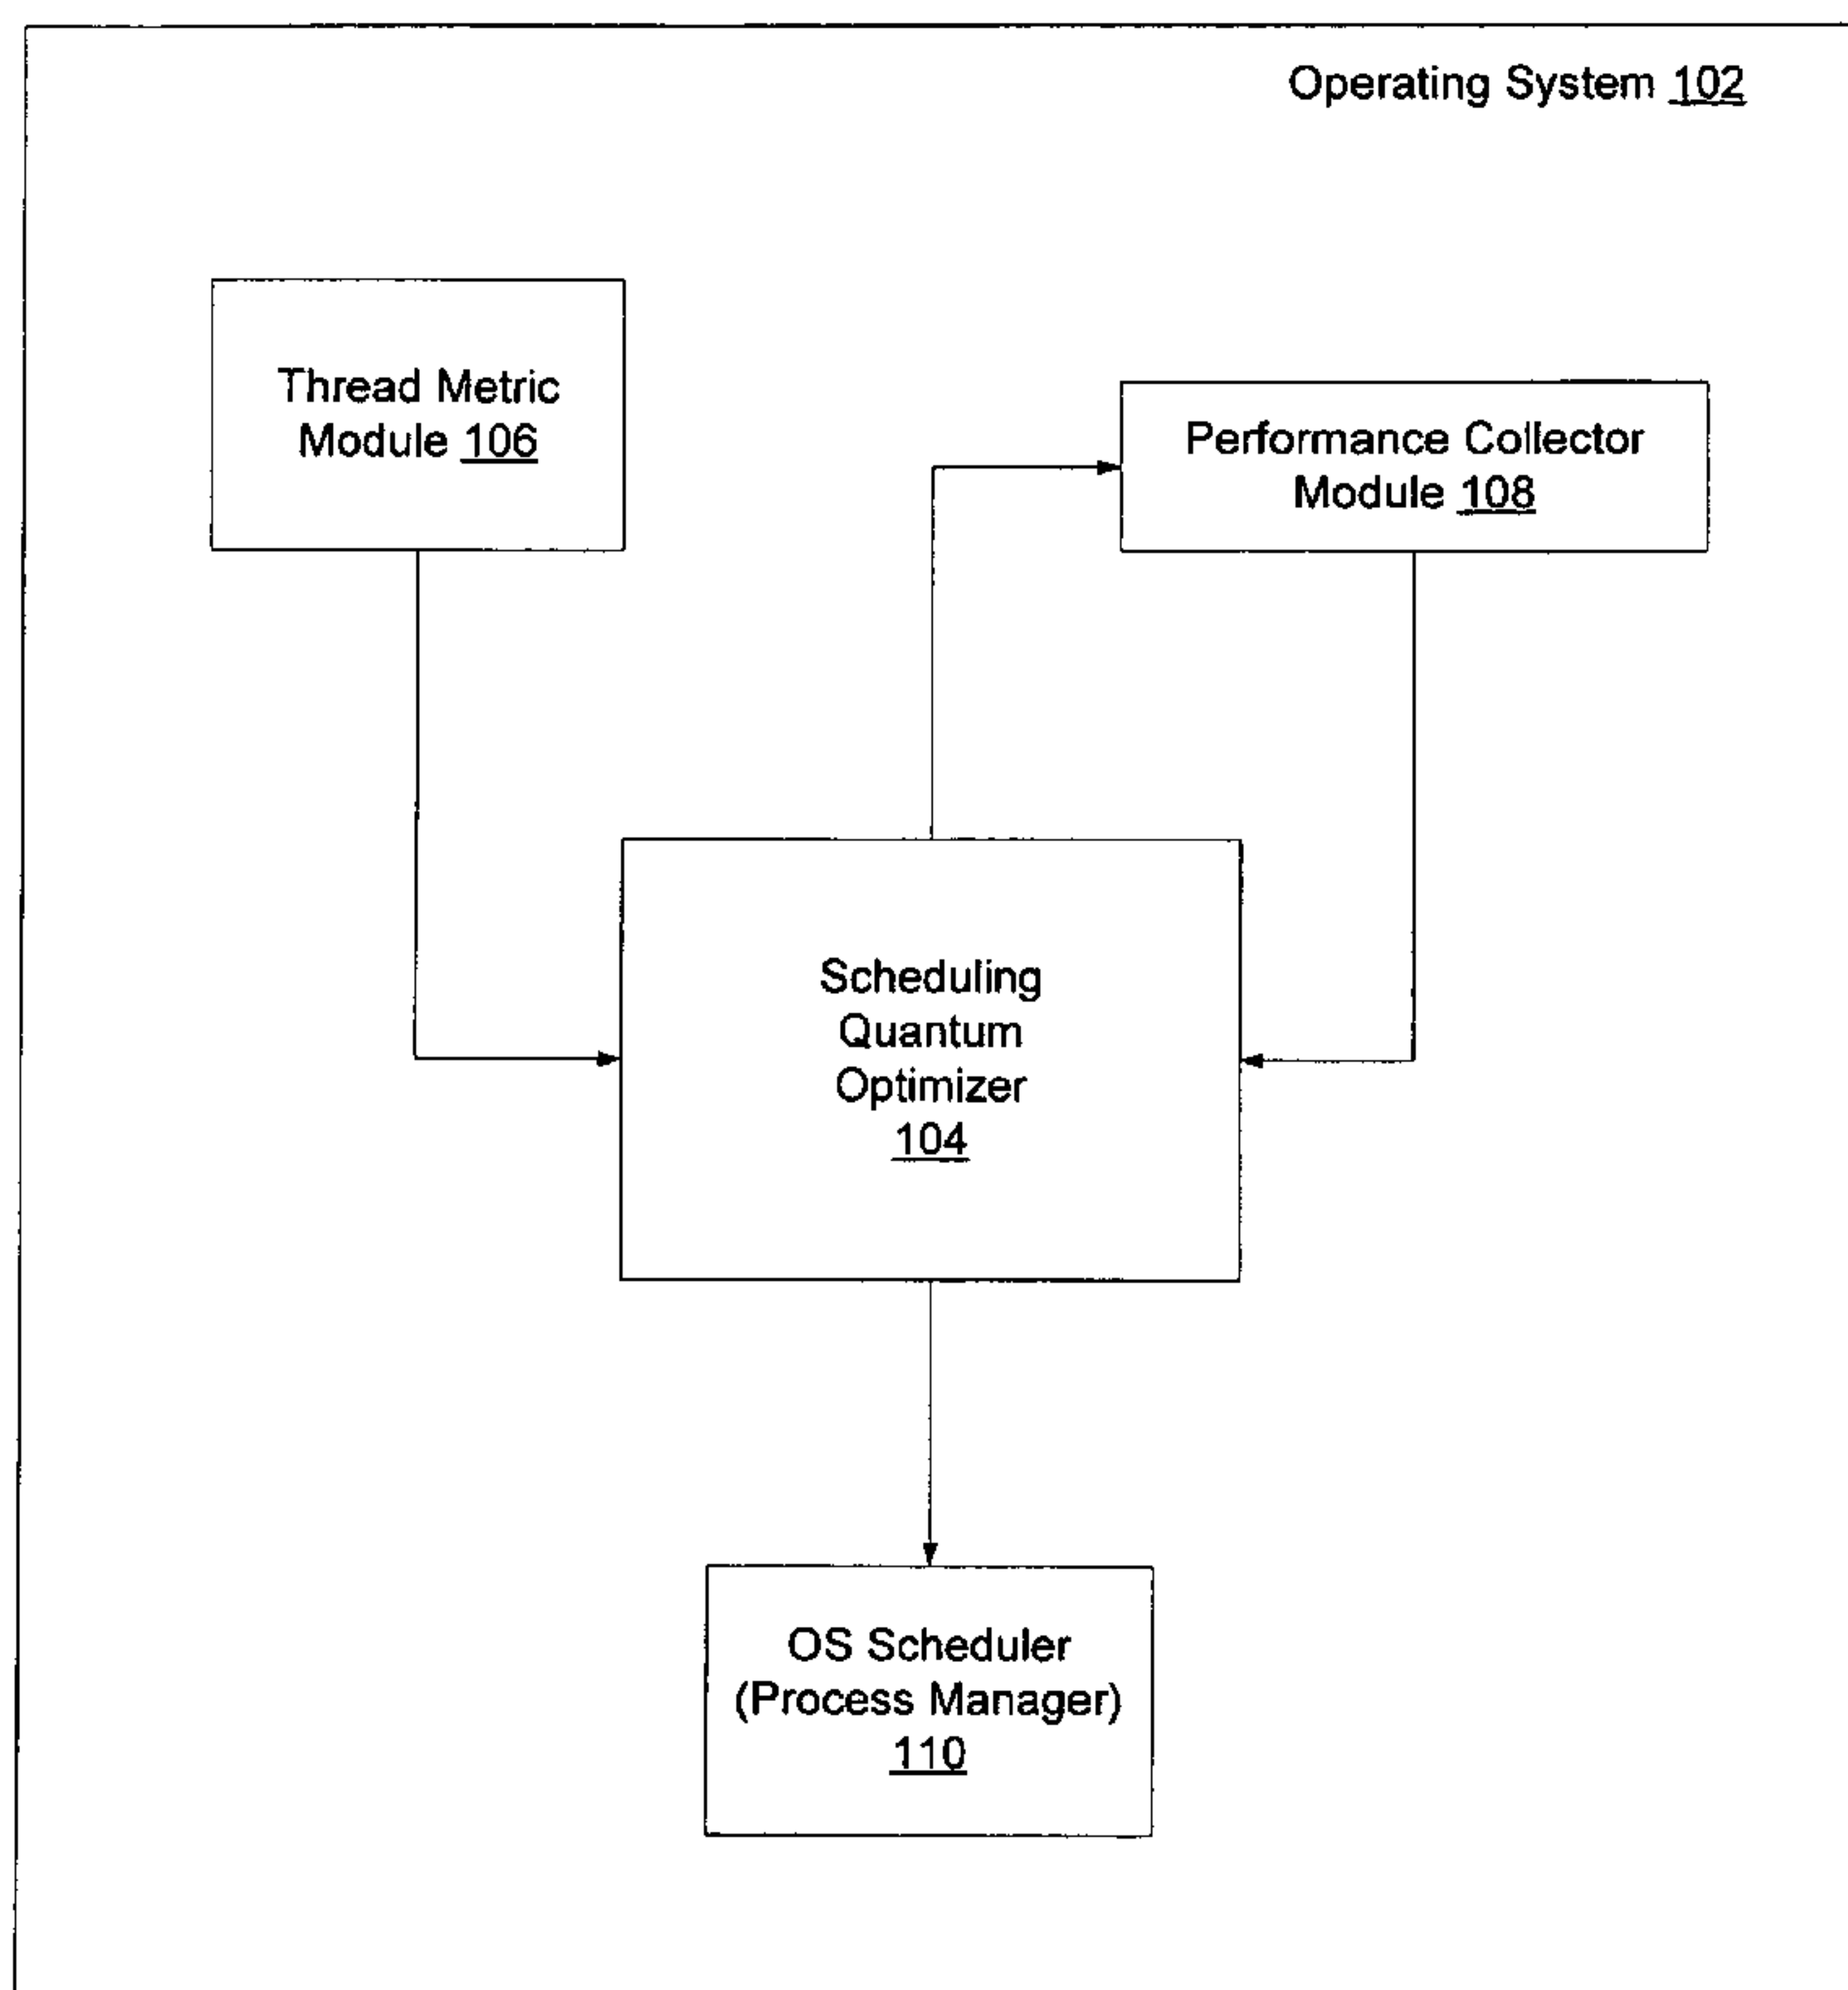 Operating System 102
Thread Metric
Module 106
Performance Collector
Module 108
Scheduling
Quantum
Optimizer
104
OS Scheduler
(Process Manager)
110